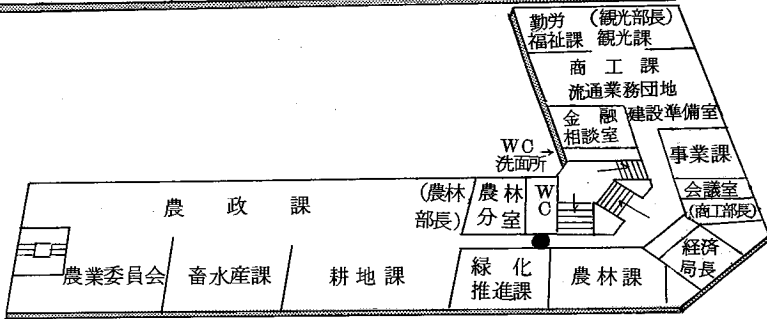 勤労 (観光部長)
福祉課 観光課
商工課
流通業務団地
建設準備室
金融
相談室
WC→
洗面所
事業課
会議室
(商工部長)
農政課
(農林
部長)
農林
分室
WC
経済
局長
農業委員会
畜水産課
耕地課
緑化
推進課
農林課